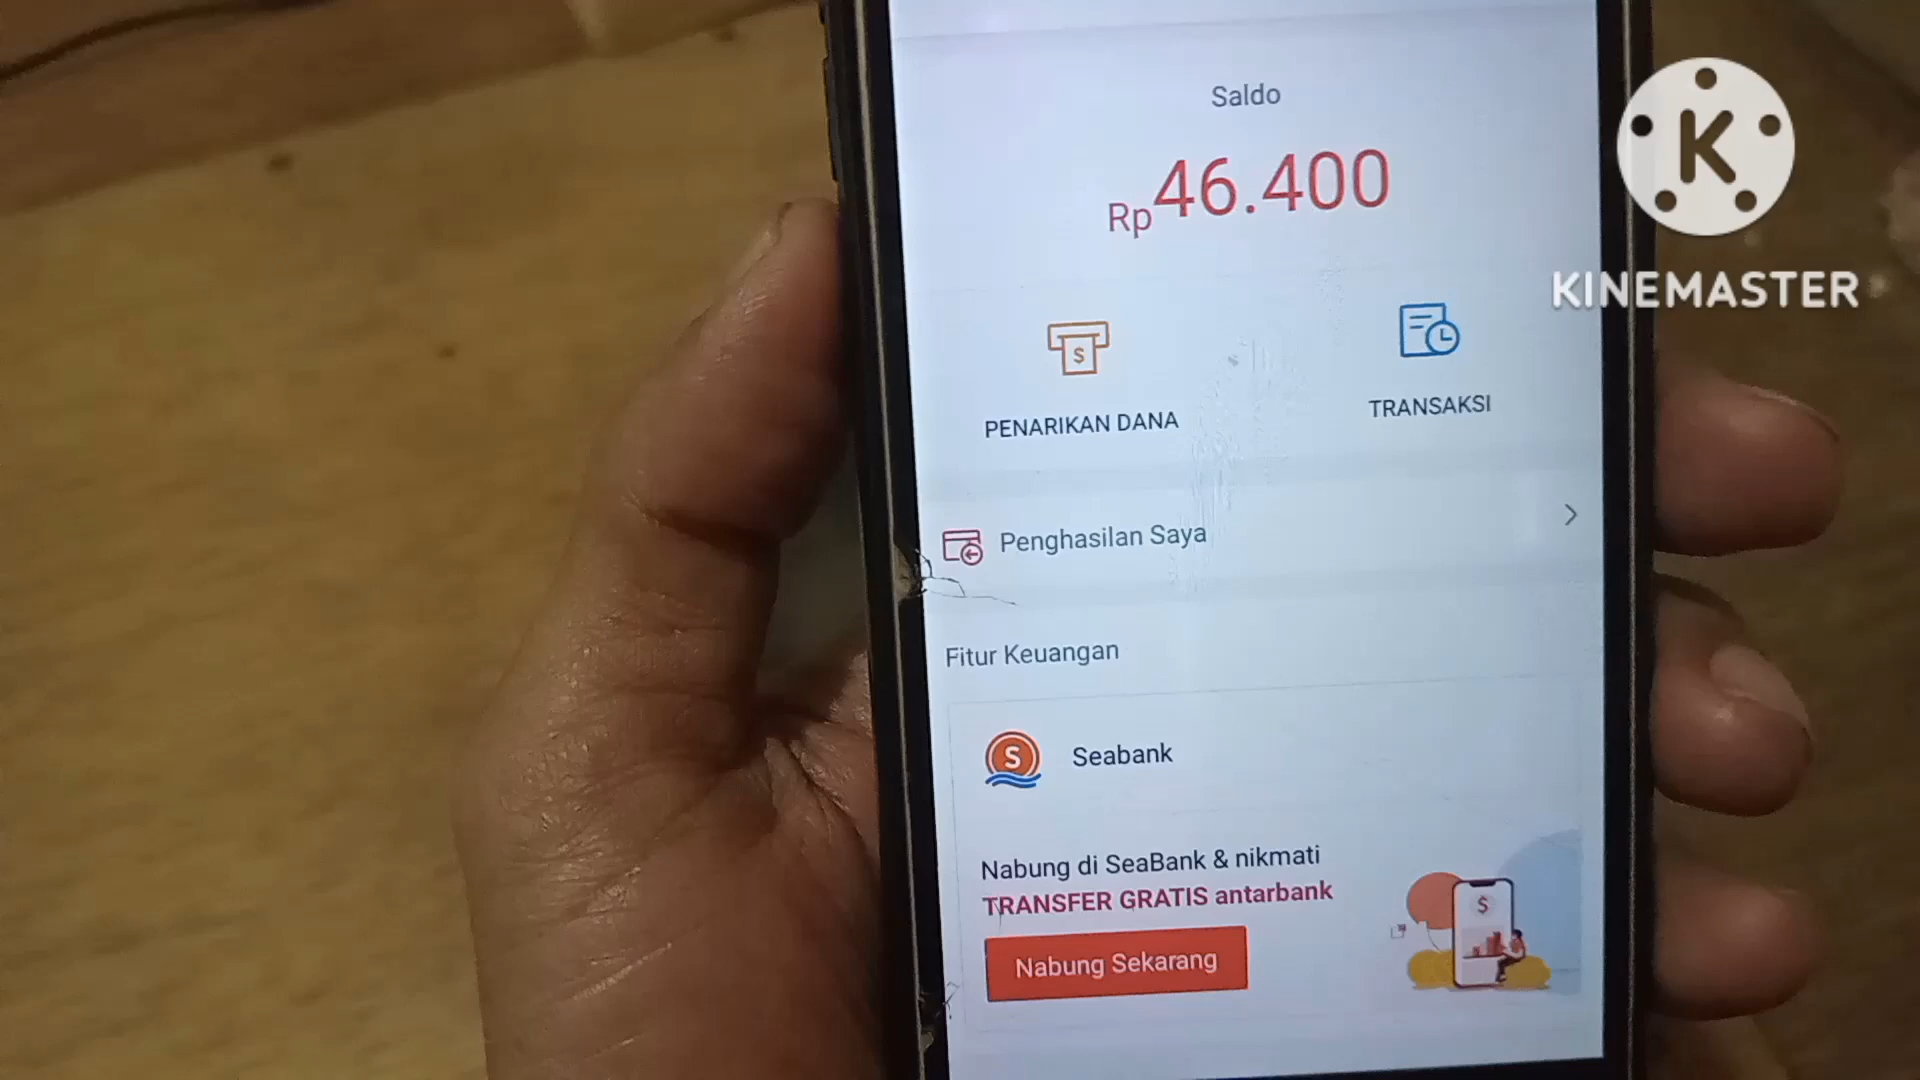 Saldo
Rp46.400
K
KINEMASTER
$
PENARIKAN DANA
TRANSAKSI
Penghasilan Saya
Fitur Keuangan
S
Seabank
Nabung di SeaBank & nikmati
TRANSFER GRATIS antarbank
Nabung Sekarang
$